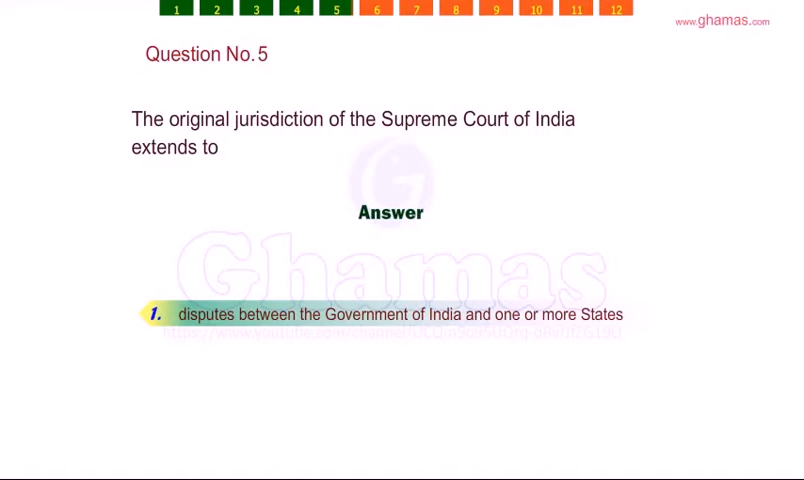 1 2 3 4 5 6 7 8 9 10 11 12
www.ghamas.com
Question No.5
The original jurisdiction of the Supreme Court of India
extends to
G
Answer
Ghamas
1. disputes between the Government of India and one or more States